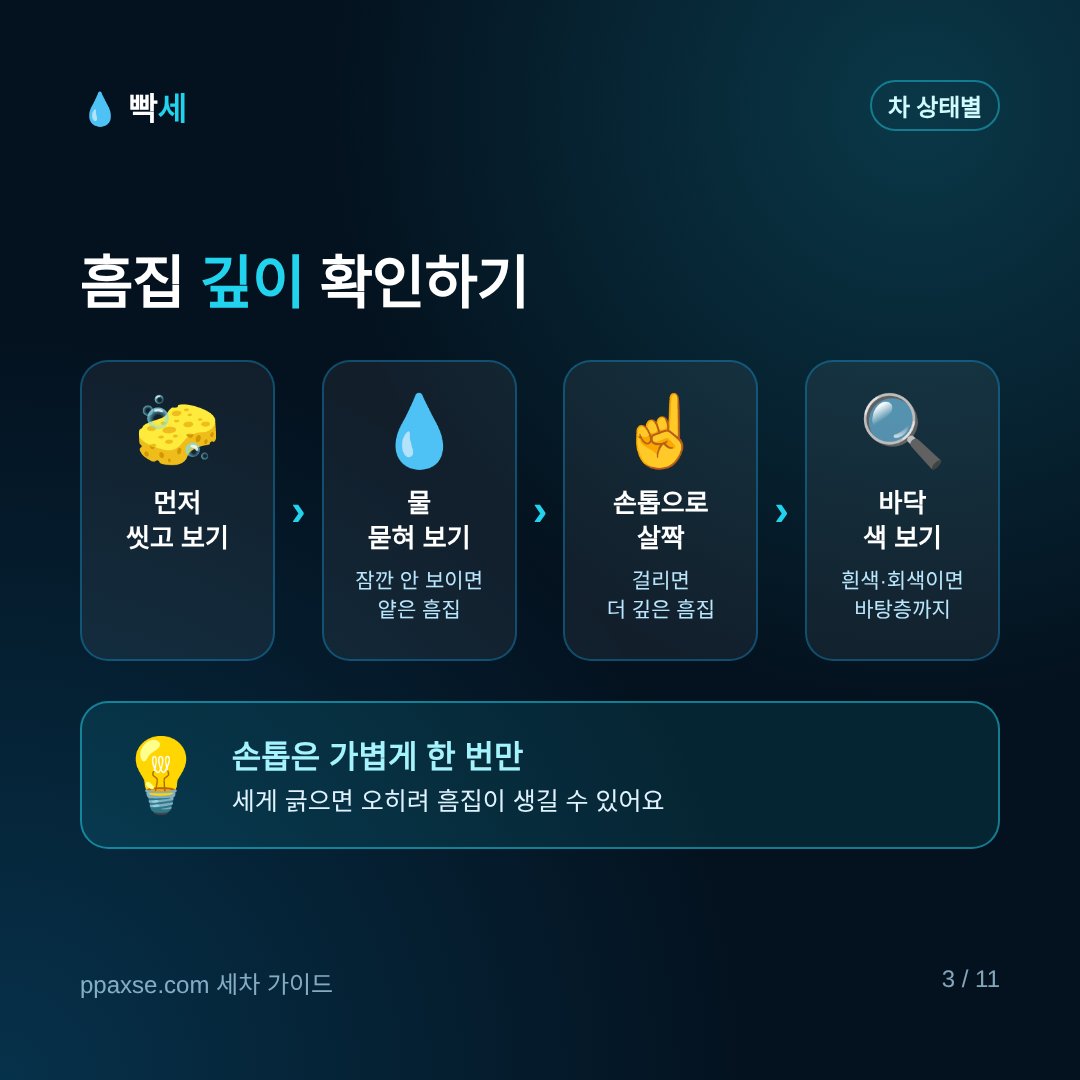 빡세
차 상태별
흠집 깊이 확인하기
먼저
씻고 보기
›
물
묻혀 보기
잠깐 안 보이면
얕은 흠집
›
손톱으로
살짝
걸리면
더 깊은 흠집
›
바닥
색 보기
흰색·회색이면
바탕층까지
손톱은 가볍게 한 번만
세게 긁으면 오히려 흠집이 생길 수 있어요
ppaxse.com 세차 가이드
3 / 11